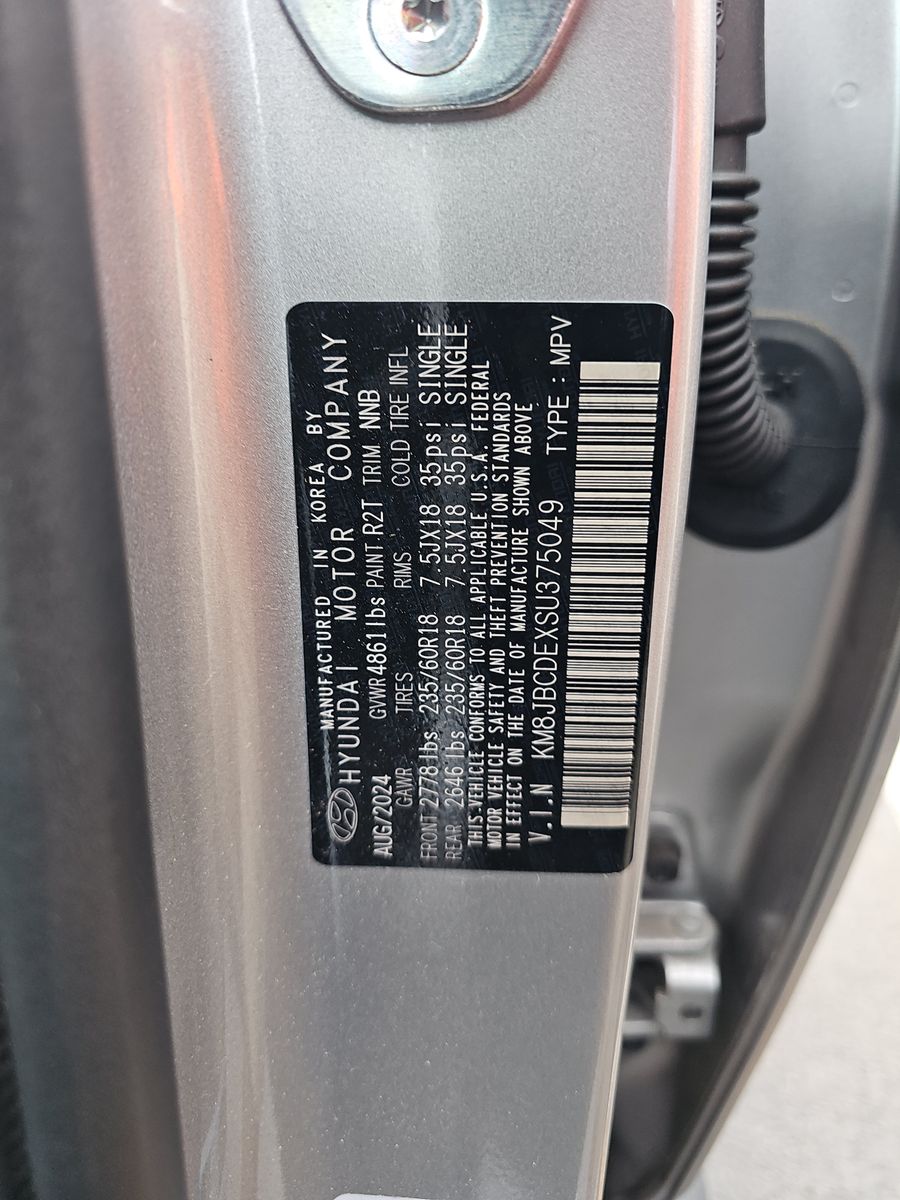 MANUFACTURED IN KOREA BY
HYUNDAI MOTOR COMPANY
AUG/2024 GVWR 4861lbs PAINT R2T TRIM NNB
GAWR TIRES RIMS COLD TIRE INFL
FRONT 2778lbs 235/60R18 7.5JX18 35psi SINGLE
REAR 2646lbs 235/60R18 7.5JX18 35psi SINGLE
THIS VEHICLE CONFORMS TO ALL APPLICABLE U.S.A. FEDERAL
MOTOR VEHICLE SAFETY AND THEFT PREVENTION STANDARDS
IN EFFECT ON THE DATE OF MANUFACTURE SHOWN ABOVE
V.I.N KM8JBCDEXSU375049 TYPE : MPV